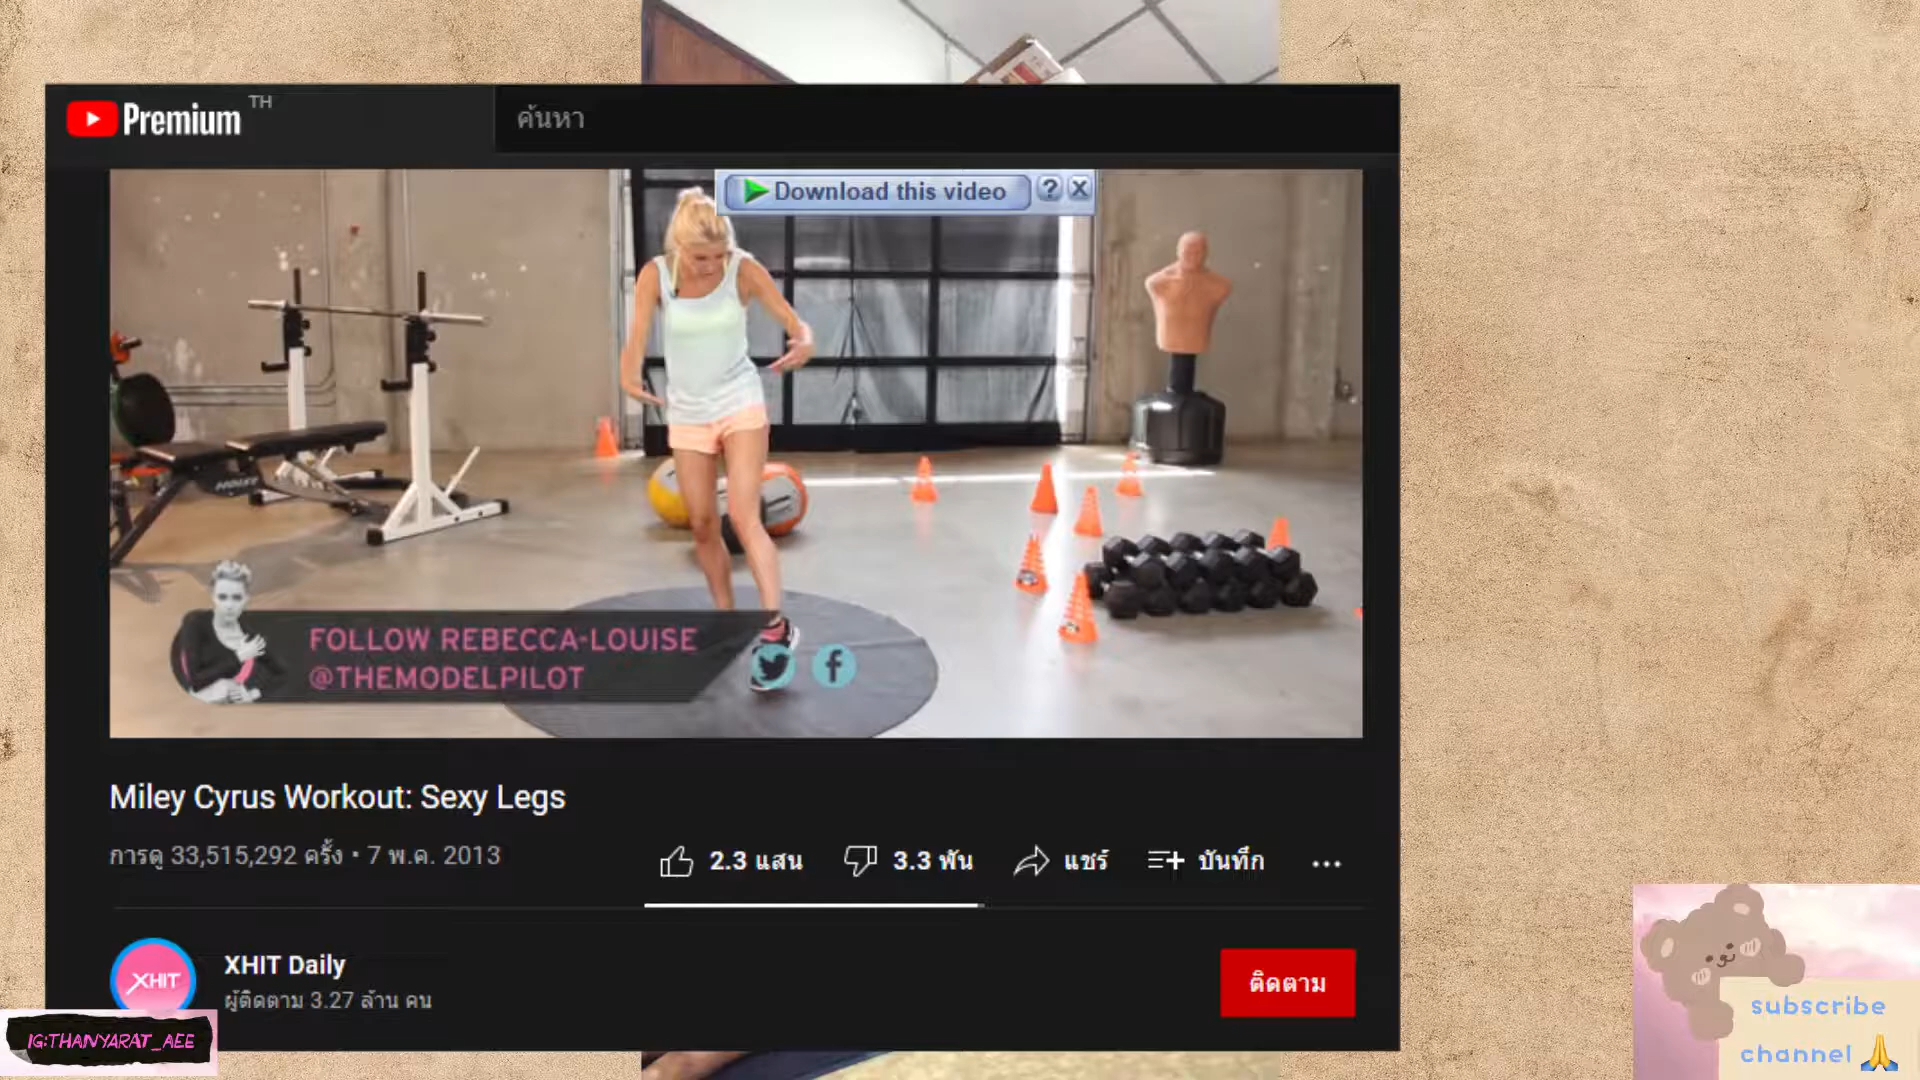 Premium TH
ค้นหา
Download this video ? X
FOLLOW REBECCA-LOUISE
@THEMODELPILOT
Miley Cyrus Workout: Sexy Legs
การดู 33,515,292 ครั้ง • 7 พ.ค. 2013
2.3 แสน 3.3 พัน แชร์ บันทึก
XHIT
XHIT Daily
ผู้ติดตาม 3.27 ล้าน คน
ติดตาม
IG:THANYARAT_AEE
subscribe
channel 🙏